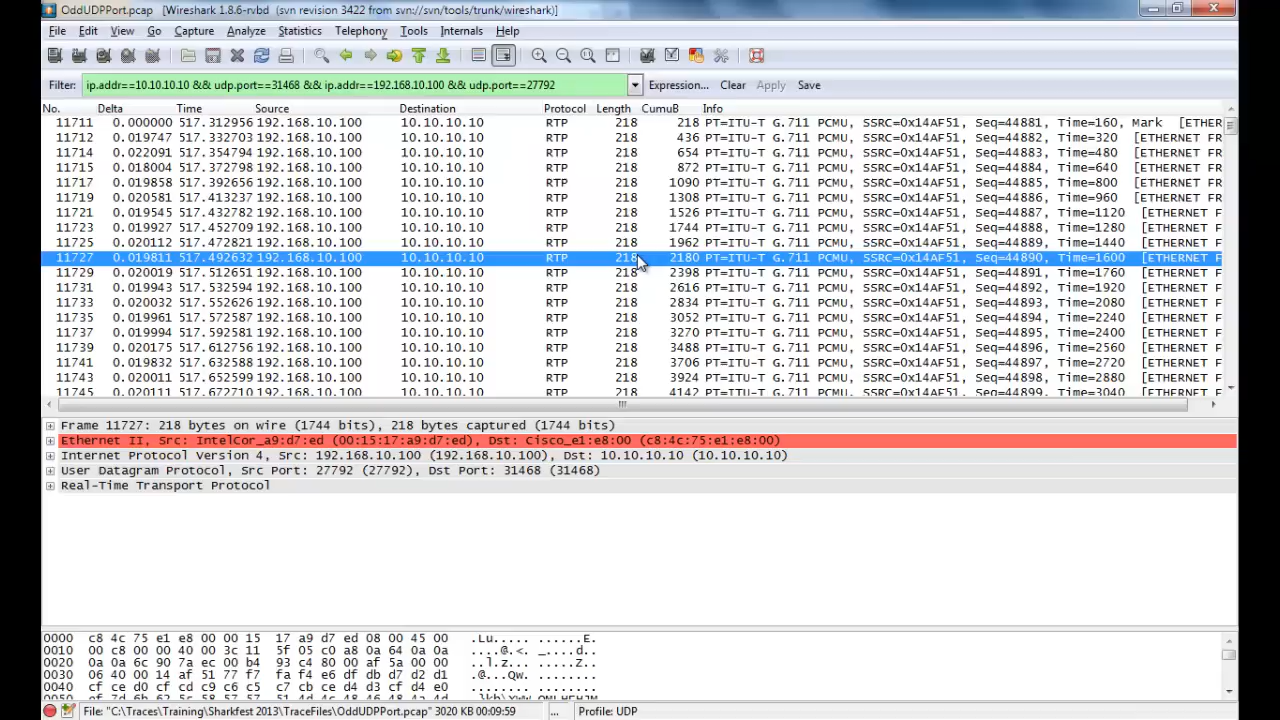 OddUDPPort.pcap [Wireshark 1.8.6-rvbd (svn revision 3422 from svn://svn/tools/trunk/wireshark)]
File Edit View Go Capture Analyze Statistics Telephony Tools Internals Help
Filter: ip.addr==10.10.10.10 && udp.port==31468 && ip.addr==192.168.10.100 && udp.port==27792 Expression... Clear Apply Save
No. Delta Time Source Destination Protocol Length CumuB Info
11711 0.000000 517.312956 192.168.10.100 10.10.10.10 RTP 218 218 PT=ITU-T G.711 PCMU, SSRC=0x14AF51, Seq=44881, Time=160, Mark [ETHERNET FR
11712 0.019747 517.332703 192.168.10.100 10.10.10.10 RTP 218 436 PT=ITU-T G.711 PCMU, SSRC=0x14AF51, Seq=44882, Time=320 [ETHERNET FR
11714 0.022091 517.354794 192.168.10.100 10.10.10.10 RTP 218 654 PT=ITU-T G.711 PCMU, SSRC=0x14AF51, Seq=44883, Time=480 [ETHERNET FR
11715 0.018004 517.372798 192.168.10.100 10.10.10.10 RTP 218 872 PT=ITU-T G.711 PCMU, SSRC=0x14AF51, Seq=44884, Time=640 [ETHERNET FR
11717 0.019858 517.392656 192.168.10.100 10.10.10.10 RTP 218 1090 PT=ITU-T G.711 PCMU, SSRC=0x14AF51, Seq=44885, Time=800 [ETHERNET FR
11719 0.020581 517.413237 192.168.10.100 10.10.10.10 RTP 218 1308 PT=ITU-T G.711 PCMU, SSRC=0x14AF51, Seq=44886, Time=960 [ETHERNET FR
11721 0.019545 517.432782 192.168.10.100 10.10.10.10 RTP 218 1526 PT=ITU-T G.711 PCMU, SSRC=0x14AF51, Seq=44887, Time=1120 [ETHERNET F
11723 0.019927 517.452709 192.168.10.100 10.10.10.10 RTP 218 1744 PT=ITU-T G.711 PCMU, SSRC=0x14AF51, Seq=44888, Time=1280 [ETHERNET F
11725 0.020112 517.472821 192.168.10.100 10.10.10.10 RTP 218 1962 PT=ITU-T G.711 PCMU, SSRC=0x14AF51, Seq=44889, Time=1440 [ETHERNET F
11727 0.019811 517.492632 192.168.10.100 10.10.10.10 RTP 218 2180 PT=ITU-T G.711 PCMU, SSRC=0x14AF51, Seq=44890, Time=1600 [ETHERNET F
11729 0.020019 517.512651 192.168.10.100 10.10.10.10 RTP 218 2398 PT=ITU-T G.711 PCMU, SSRC=0x14AF51, Seq=44891, Time=1760 [ETHERNET F
11731 0.019943 517.532594 192.168.10.100 10.10.10.10 RTP 218 2616 PT=ITU-T G.711 PCMU, SSRC=0x14AF51, Seq=44892, Time=1920 [ETHERNET F
11733 0.020032 517.552626 192.168.10.100 10.10.10.10 RTP 218 2834 PT=ITU-T G.711 PCMU, SSRC=0x14AF51, Seq=44893, Time=2080 [ETHERNET F
11735 0.019961 517.572587 192.168.10.100 10.10.10.10 RTP 218 3052 PT=ITU-T G.711 PCMU, SSRC=0x14AF51, Seq=44894, Time=2240 [ETHERNET F
11737 0.019994 517.592581 192.168.10.100 10.10.10.10 RTP 218 3270 PT=ITU-T G.711 PCMU, SSRC=0x14AF51, Seq=44895, Time=2400 [ETHERNET F
11739 0.020175 517.612756 192.168.10.100 10.10.10.10 RTP 218 3488 PT=ITU-T G.711 PCMU, SSRC=0x14AF51, Seq=44896, Time=2560 [ETHERNET F
11741 0.019832 517.632588 192.168.10.100 10.10.10.10 RTP 218 3706 PT=ITU-T G.711 PCMU, SSRC=0x14AF51, Seq=44897, Time=2720 [ETHERNET F
11743 0.020011 517.652599 192.168.10.100 10.10.10.10 RTP 218 3924 PT=ITU-T G.711 PCMU, SSRC=0x14AF51, Seq=44898, Time=2880 [ETHERNET F
11745 0.020111 517.672710 192.168.10.100 10.10.10.10 RTP 218 4142 PT=ITU-T G.711 PCMU, SSRC=0x14AF51, Seq=44899, Time=3040 [ETHERNET F
Frame 11727: 218 bytes on wire (1744 bits), 218 bytes captured (1744 bits)
Ethernet II, Src: IntelCor_a9:d7:ed (00:15:17:a9:d7:ed), Dst: Cisco_e1:e8:00 (c8:4c:75:e1:e8:00)
Internet Protocol Version 4, Src: 192.168.10.100 (192.168.10.100), Dst: 10.10.10.10 (10.10.10.10)
User Datagram Protocol, Src Port: 27792 (27792), Dst Port: 31468 (31468)
Real-Time Transport Protocol
0000 c8 4c 75 e1 e8 00 00 15 17 a9 d7 ed 08 00 45 00 .Lu..... ......E.
0010 00 c8 00 00 40 00 3c 11 5f 05 c0 a8 0a 64 0a 0a ....@.<. _....d..
0020 0a 0a 6c 90 7a ec 00 b4 93 c4 80 00 af 5a 00 00 ..l.z... .....Z..
0030 06 40 00 14 af 51 77 f7 fa f4 e6 df db d7 d2 d1 .@...Qw. ........
0040 cf ce d0 cf cd c9 c6 c5 c7 cb ce d4 d3 cf d4 e0 ........ ........
File: "C:\Traces\Training\Sharkfest 2013\TraceFiles\OddUDPPort.pcap" 3020 KB 00:09:59 ... Profile: UDP